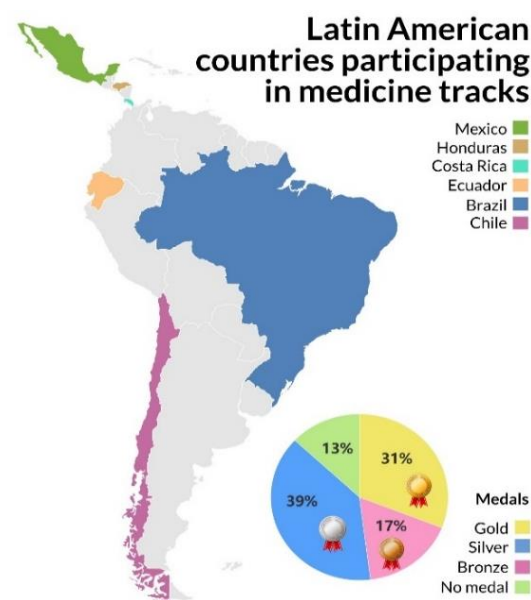 Latin American
countries participating
in medicine tracks
Mexico
Honduras
Costa Rica
Ecuador
Brazil
Chile
13%
31%
39%
17%
Medals
Gold
Silver
Bronze
No medal